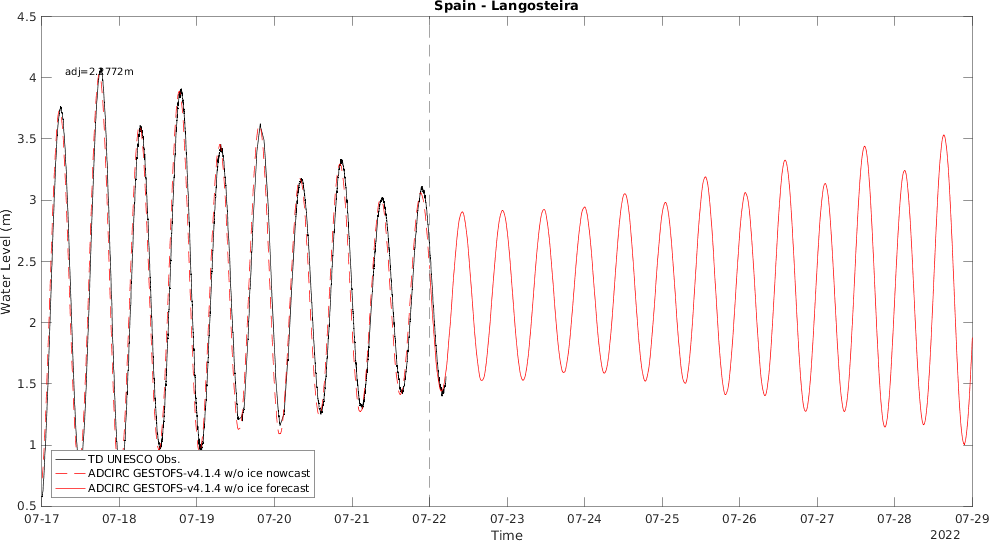 Spain - Langosteira
4.5
4
3.5
3
2.5
2
1.5
1
0.5
Water Level (m)
TD UNESCO Obs.
ADCIRC GESTOFS-v4.1.4 w/o ice nowcast
ADCIRC GESTOFS-v4.1.4 w/o ice forecast
07-17 07-18 07-19 07-20 07-21 07-22 07-23 07-24 07-25 07-26 07-27 07-28 07-29
Time
2022